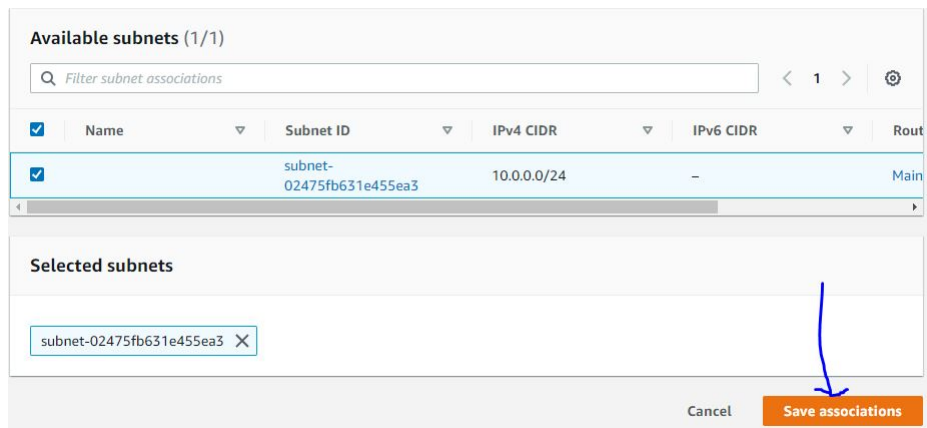 Available subnets (1/1)
Filter subnet associations
1
Name Subnet ID IPv4 CIDR IPv6 CIDR Rout
subnet-
02475fb631e455ea3 10.0.0.0/24 – Main
Selected subnets
subnet-02475fb631e455ea3
Cancel Save associations